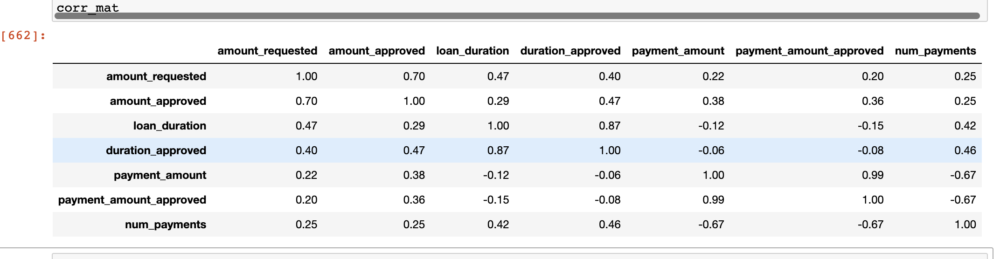 corr_mat
[662]:
amount_requested amount_approved loan_duration duration_approved payment_amount payment_amount_approved num_payments
amount_requested 1.00 0.70 0.47 0.40 0.22 0.20 0.25
amount_approved 0.70 1.00 0.29 0.47 0.38 0.36 0.25
loan_duration 0.47 0.29 1.00 0.87 -0.12 -0.15 0.42
duration_approved 0.40 0.47 0.87 1.00 -0.06 -0.08 0.46
payment_amount 0.22 0.38 -0.12 -0.06 1.00 0.99 -0.67
payment_amount_approved 0.20 0.36 -0.15 -0.08 0.99 1.00 -0.67
num_payments 0.25 0.25 0.42 0.46 -0.67 -0.67 1.00